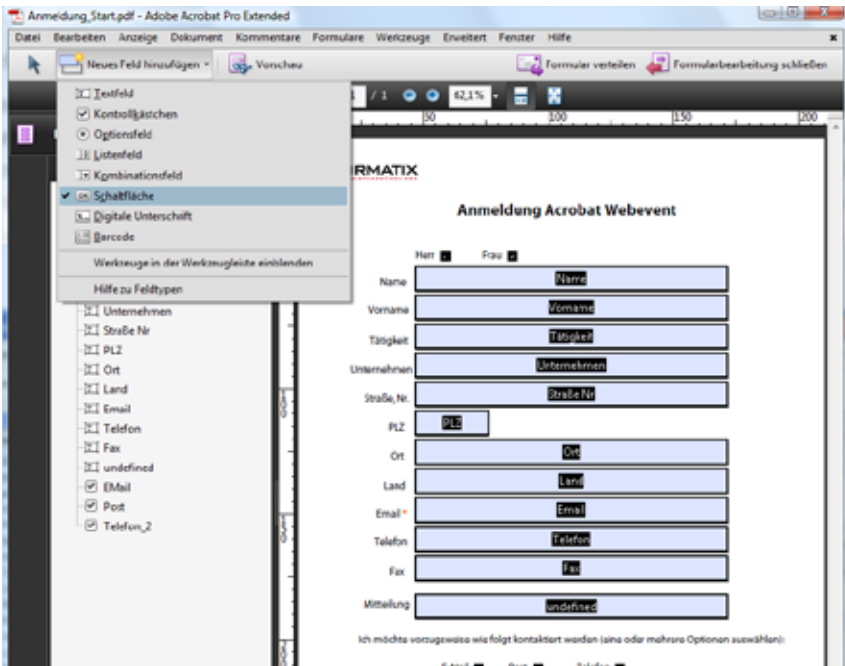 Anmeldung_Start.pdf - Adobe Acrobat Pro Extended
Datei Bearbeiten Anzeige Dokument Kommentare Formulare Werkzeuge Erweitert Fenster Hilfe
Neues Feld hinzufügen Vorschau Formular verteilen Formularbearbeitung schließen
/ 1 62,1%
Textfeld
Kontrollkästchen
Optionsfeld
Listenfeld
Kombinationsfeld
Schaltfläche
Digitale Unterschrift
Barcode
Werkzeuge in der Werkzeugleiste einblenden
Hilfe zu Feldtypen
Unternehmen
Straße Nr
PLZ
Ort
Land
Email
Telefon
Fax
undefined
EMail
Post
Telefon_2
50 100 150 200
100
150
RMATIX
Anmeldung Acrobat Webevent
Herr Frau
Name Name
Vorname Vorname
Tätigkeit Tätigkeit
Unternehmen Unternehmen
Straße, Nr. Straße Nr
PLZ PLZ
Ort Ort
Land Land
Email* Email
Telefon Telefon
Fax Fax
Mitteilung undefined
Ich möchte vorzugsweise wie folgt kontaktiert werden (eine oder mehrere Optionen auswählen):
E-Mail Post Telefon